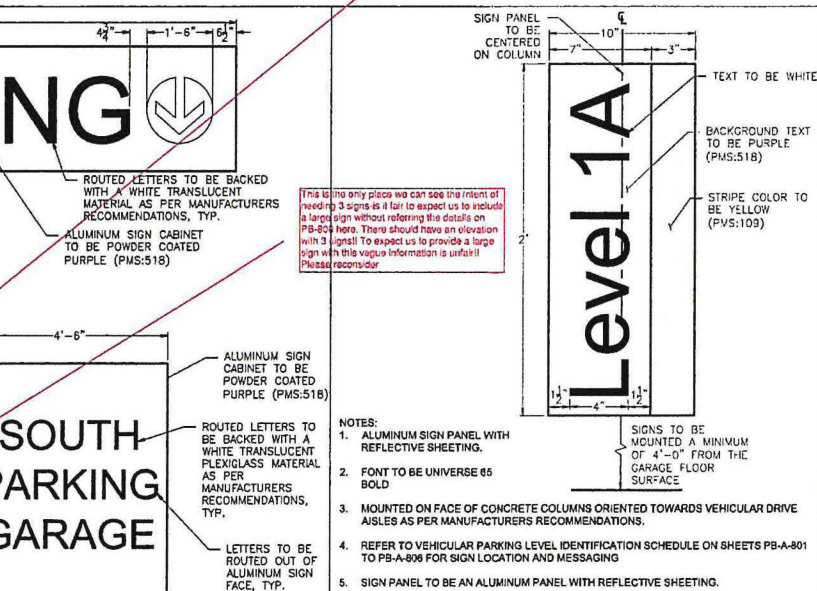 4¾"
1'-6"
6½"
NG
ROUTED LETTERS TO BE BACKED
WITH A WHITE TRANSLUCENT
MATERIAL AS PER MANUFACTURERS
RECOMMENDATIONS, TYP.
ALUMINUM SIGN CABINET
TO BE POWDER COATED
PURPLE (PMS:518)
This is the only place we can see the intent of
needing 3 signs is it fair to expect us to include
a large sign without referring the details on
here. There should have an elevation
with 3 signs!! To expect us to provide a large
sign with this vague information is unfair!!
Please reconsider
4'-6"
SOUTH
PARKING
GARAGE
ALUMINUM SIGN
CABINET TO BE
POWDER COATED
PURPLE (PMS:518)
ROUTED LETTERS TO
BE BACKED WITH A
WHITE TRANSLUCENT
PLEXIGLASS MATERIAL
AS PER
MANUFACTURERS
RECOMMENDATIONS,
TYP.
LETTERS TO BE
ROUTED OUT OF
ALUMINUM SIGN
FACE, TYP.
SIGN PANEL
TO BE
CENTERED
ON COLUMN
10"
7"
3"
2"
Level 1A
1½"
4"
1½"
TEXT TO BE WHITE
BACKGROUND TEXT
TO BE PURPLE
(PMS:518)
STRIPE COLOR TO
BE YELLOW
(PVS:109)
SIGNS TO BE
MOUNTED A MINIMUM
OF 4'-0" FROM THE
GARAGE FLOOR
SURFACE
NOTES:
1. ALUMINUM SIGN PANEL WITH
REFLECTIVE SHEETING.
2. FONT TO BE UNIVERSE 65
BOLD
3. MOUNTED ON FACE OF CONCRETE COLUMNS ORIENTED TOWARDS VEHICULAR DRIVE
AISLES AS PER MANUFACTURERS RECOMMENDATIONS.
4. REFER TO VEHICULAR PARKING LEVEL IDENTIFICATION SCHEDULE ON SHEETS PB-A-801
TO PB-A-806 FOR SIGN LOCATION AND MESSAGING
5. SIGN PANEL TO BE AN ALUMINUM PANEL WITH REFLECTIVE SHEETING.